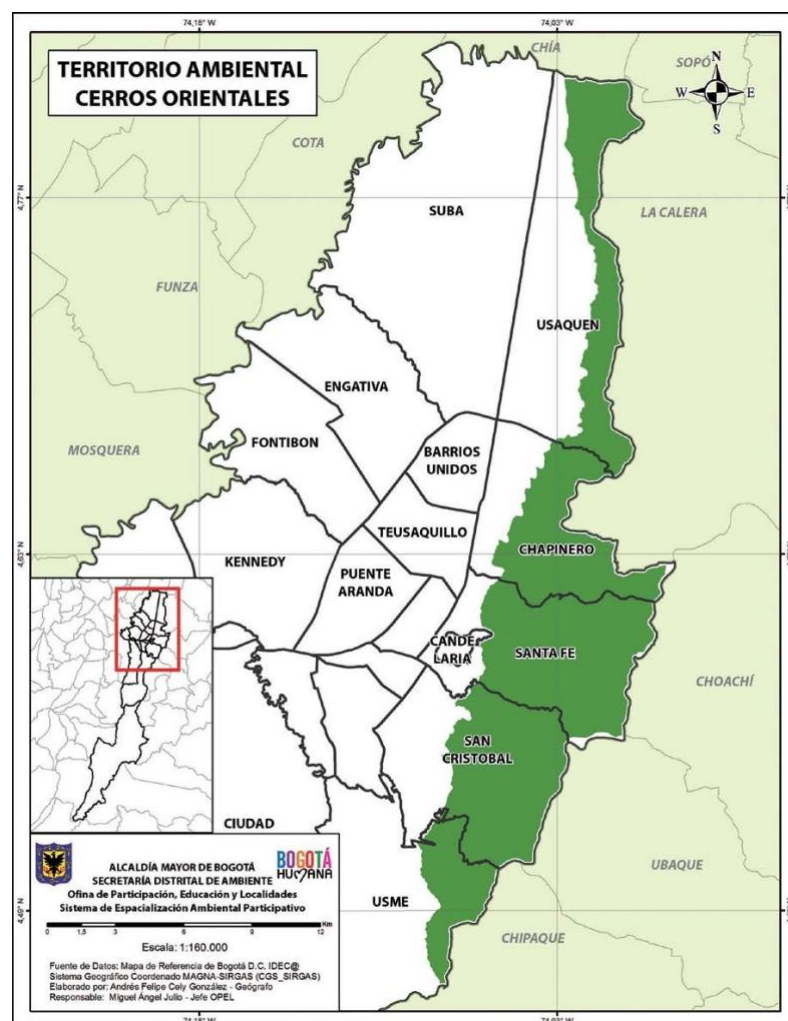 74,18° W
74,03° W
TERRITORIO AMBIENTAL
CERROS ORIENTALES
CHÍA
SOPÓ
N
W
E
S
COTA
4,77° N
SUBA
LA CALERA
FUNZA
USAQUEN
ENGATIVA
FONTIBON
BARRIOS
UNIDOS
MOSQUERA
TEUSAQUILLO
4,63° N
KENNEDY
CHAPINERO
PUENTE
ARANDA
CANDE
LARIA
SANTA FE
CHOACHÍ
SAN
CRISTOBAL
CIUDAD
UBAQUE
USME
4,49° N
CHIPAQUE
ALCALDÍA MAYOR DE BOGOTÁ
SECRETARÍA DISTRITAL DE AMBIENTE
Ofina de Participación, Educación y Localidades
Sistema de Espacialización Ambiental Participativo
BOGOTÁ
HUMANA
0 1,5 3 6 9 12 Km
Escala: 1:160.000
Fuente de Datos: Mapa de Referencia de Bogotá D.C. IDEC@
Sistema Geográfico Coordenado MAGNA-SIRGAS (CGS_SIRGAS)
Elaborado por: Andrés Felipe Cely González - Geógrafo
Responsable: Miguel Ángel Julio - Jefe OPEL
74,18° W
74,03° W